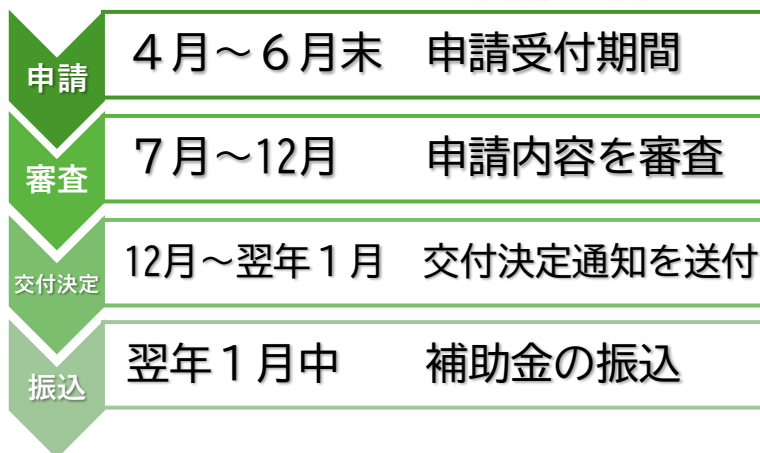 申請
４月～６月末　申請受付期間
審査
７月～12月　申請内容を審査
交付決定
12月～翌年１月　交付決定通知を送付
振込
翌年１月中　補助金の振込